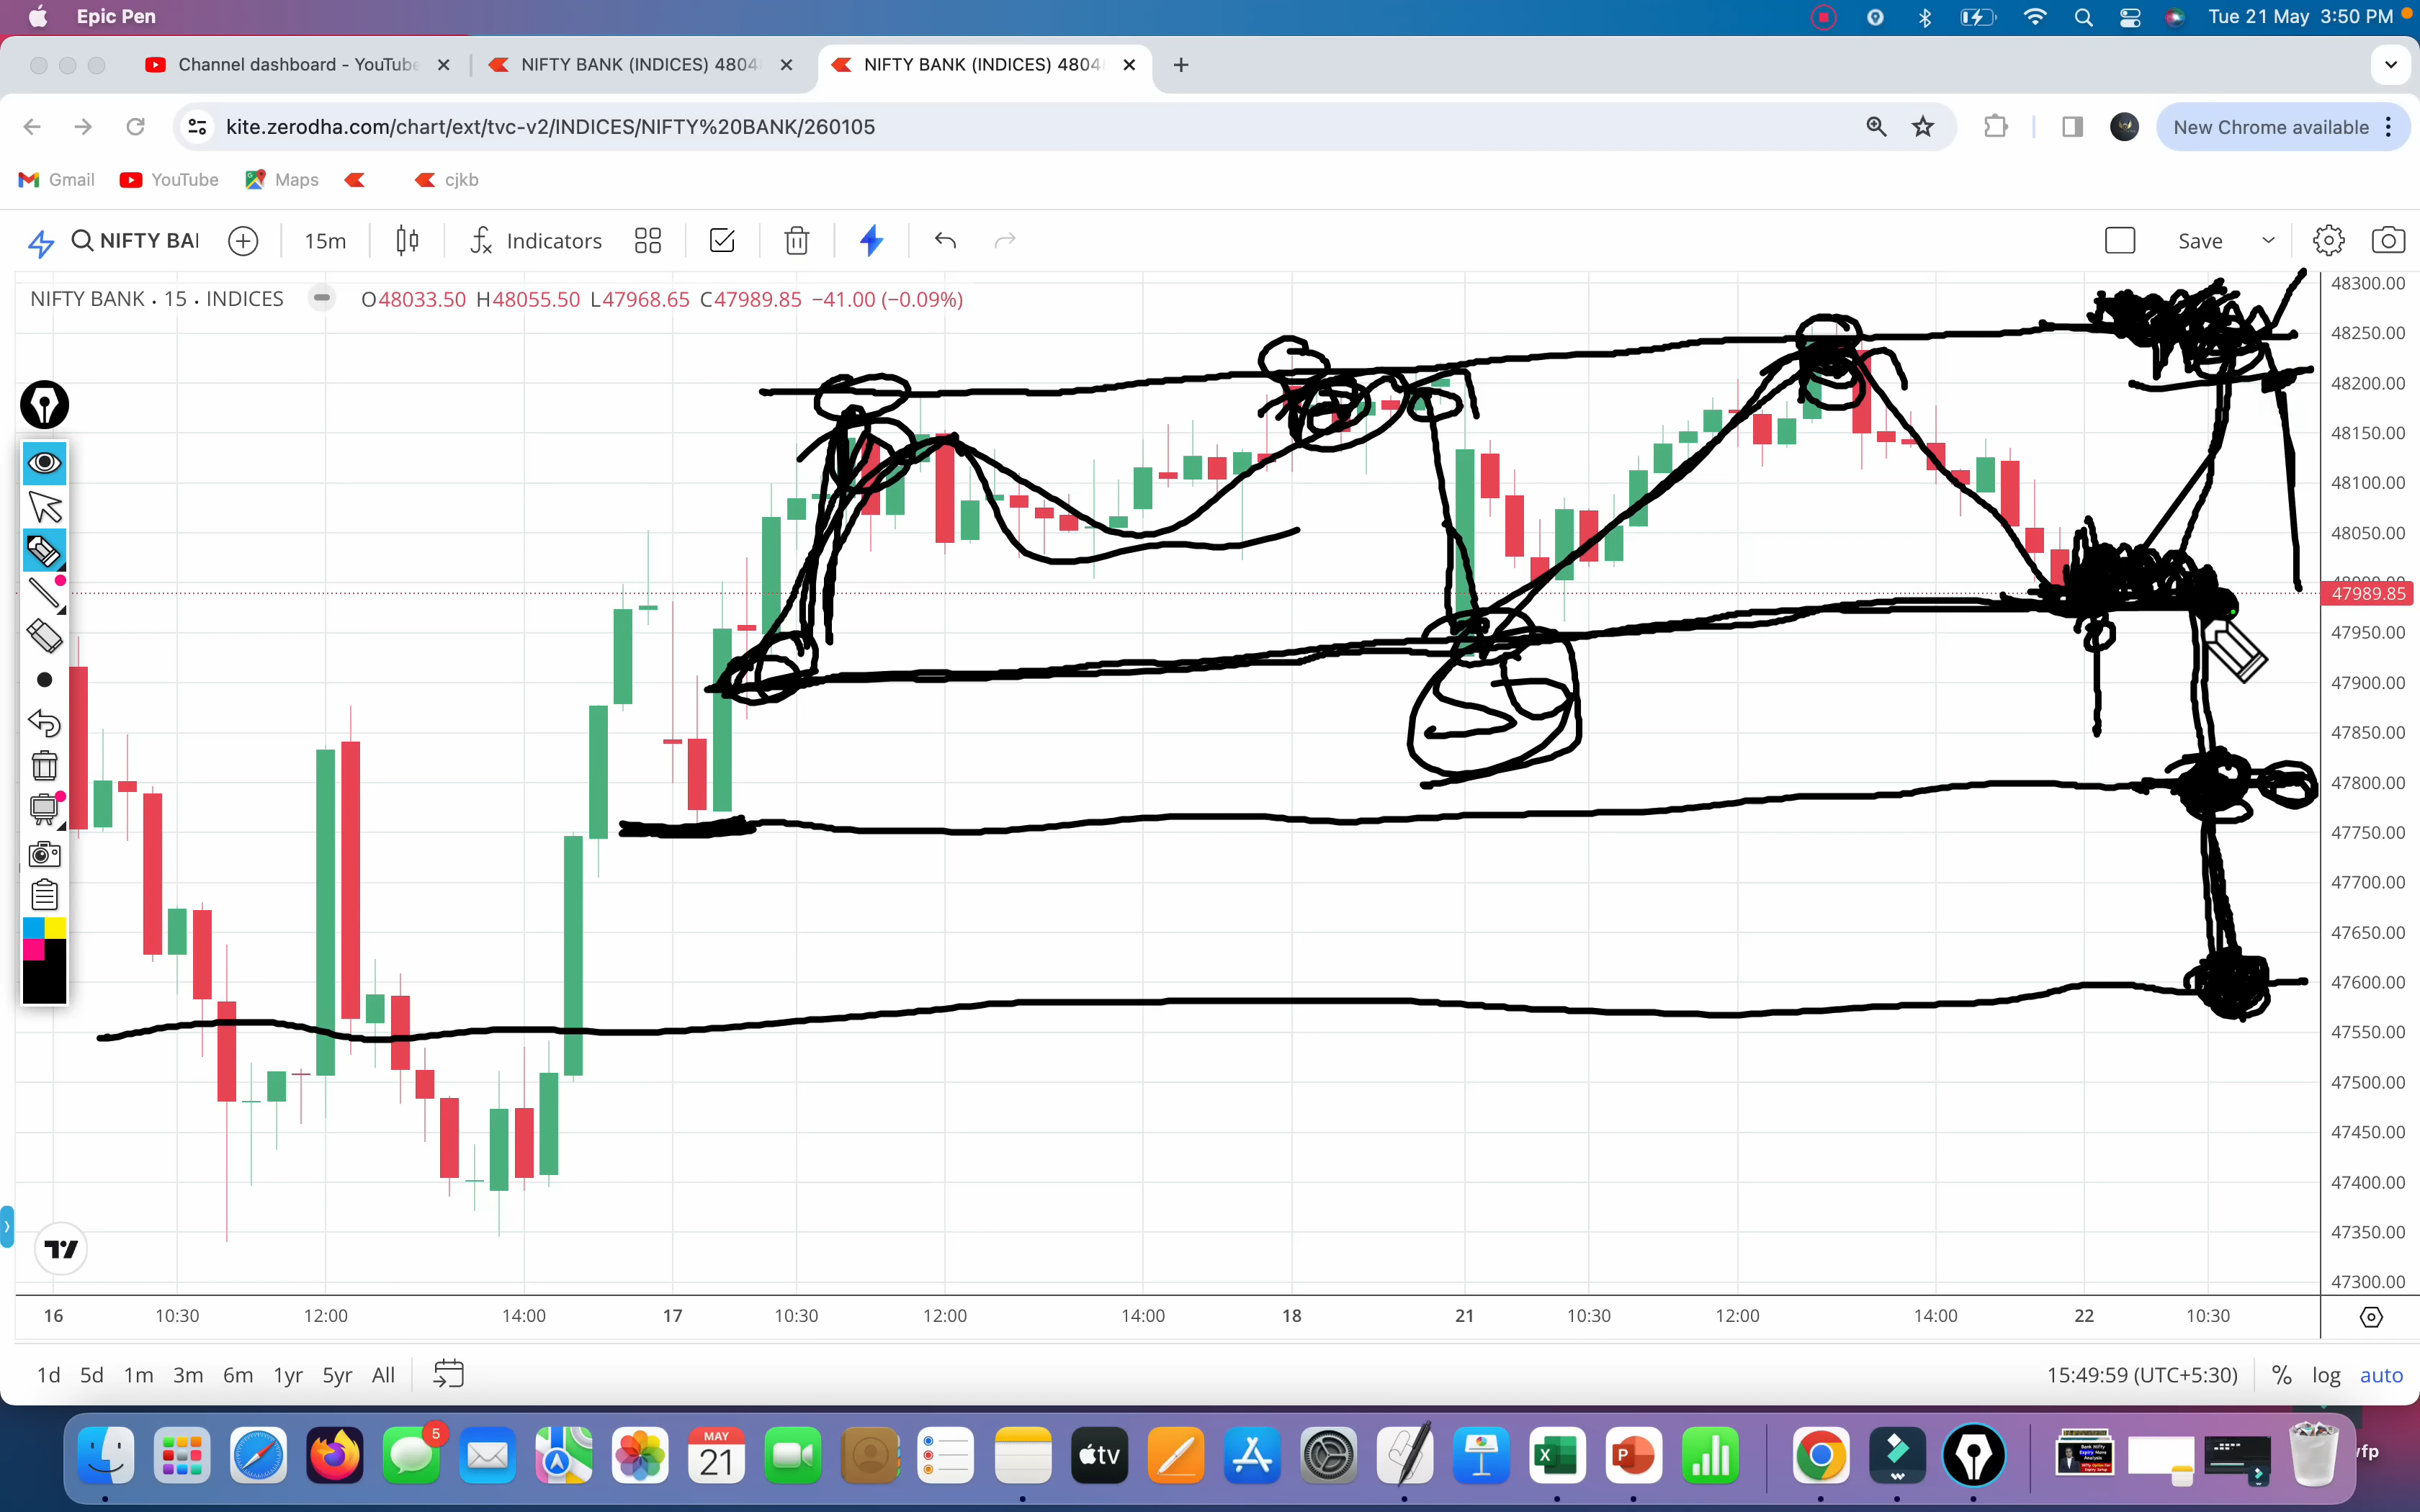 Epic Pen
Tue 21 May 3:50 PM
Channel dashboard - YouTube
NIFTY BANK (INDICES) 4804
NIFTY BANK (INDICES) 4804
kite.zerodha.com/chart/ext/tvc-v2/INDICES/NIFTY%20BANK/260105
New Chrome available
Gmail
YouTube
Maps
cjkb
NIFTY BAI
15m
Indicators
Save
NIFTY BANK · 15 · INDICES
O48033.50 H48055.50 L47968.65 C47989.85 −41.00 (−0.09%)
48300.00
48250.00
48200.00
48150.00
48100.00
48050.00
48000.00
47989.85
47950.00
47900.00
47850.00
47800.00
47750.00
47700.00
47650.00
47600.00
47550.00
47500.00
47450.00
47400.00
47350.00
47300.00
16 10:30 12:00 14:00 17 10:30 12:00 14:00 18 21 10:30 12:00 14:00 22 10:30
1d 5d 1m 3m 6m 1yr 5yr All
15:49:59 (UTC+5:30)
% log auto
5
MAY
21
tv
X
P